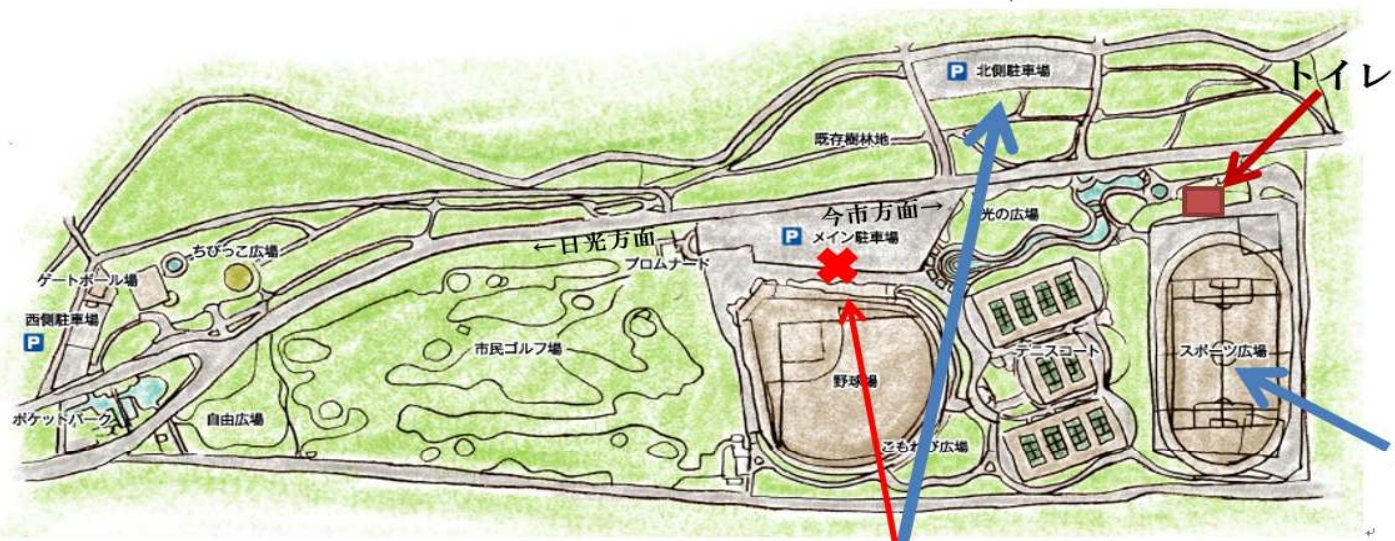 P 北側駐車場
トイレ
既存樹林地
今市方面→
光の広場
P メイン駐車場
←日光方面
プロムナード
ちびっこ広場
ゲートボール場
西側駐車場
P
市民ゴルフ場
野球場
テニスコート
スポーツ広場
ポケットパーク
自由広場
こもれび広場